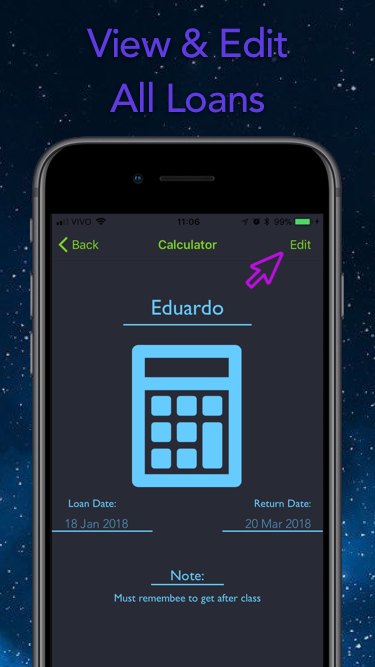 View & Edit
All Loans
VIVO 11:06 99%
Back Calculator Edit
Eduardo
Loan Date: Return Date:
18 Jan 2018 20 Mar 2018
Note:
Must remembee to get after class